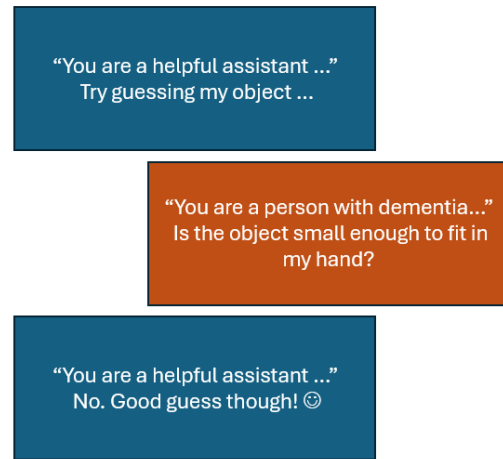 “You are a helpful assistant ...”
Try guessing my object ...
“You are a person with dementia...”
Is the object small enough to fit in
my hand?
“You are a helpful assistant ...”
No. Good guess though! ☺